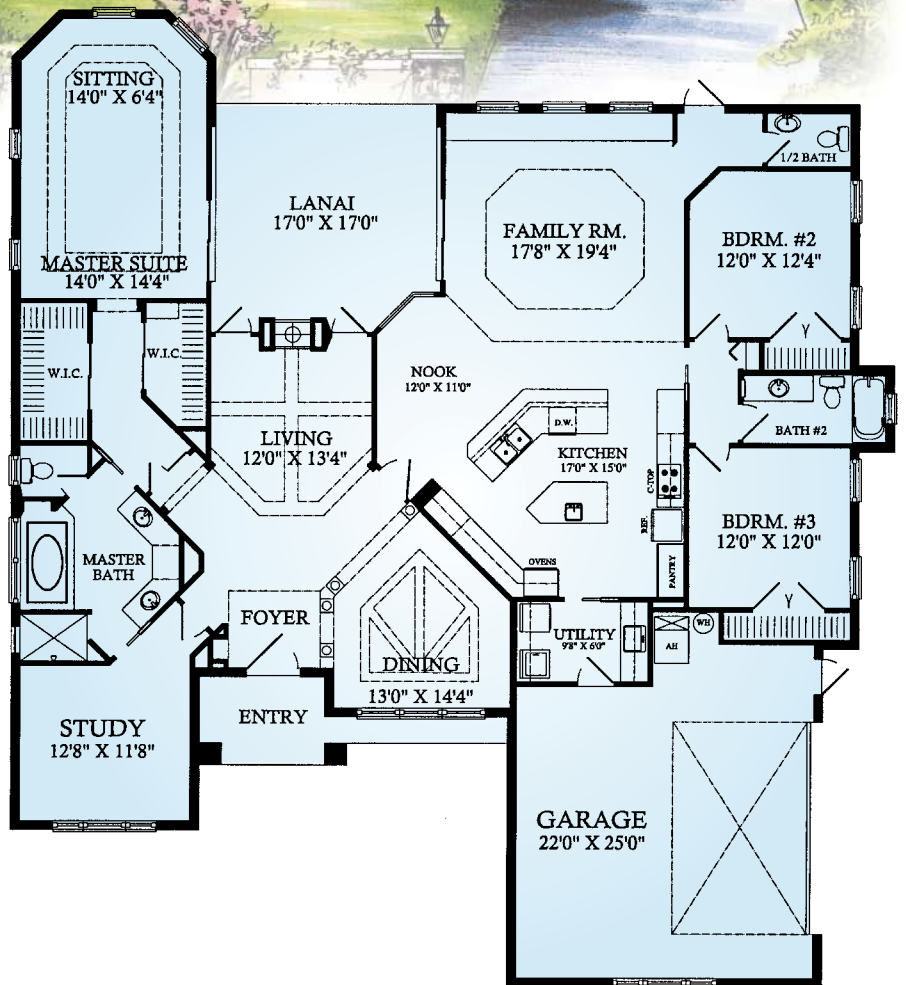 SITTING
14'0" X 6'4"
MASTER SUITE
14'0" X 14'4"
LANAI
17'0" X 17'0"
FAMILY RM.
17'8" X 19'4"
1/2 BATH
BDRM. #2
12'0" X 12'4"
W.I.C.
W.I.C.
NOOK
12'0" X 11'0"
LIVING
12'0" X 13'4"
D.W.
KITCHEN
17'0" X 15'0"
C-TOP
REF.
PANTRY
OVENS
BATH #2
BDRM. #3
12'0" X 12'0"
MASTER
BATH
FOYER
DINING
13'0" X 14'4"
UTILITY
9'8" X 6'0"
AH
WH
ENTRY
STUDY
12'8" X 11'8"
GARAGE
22'0" X 25'0"